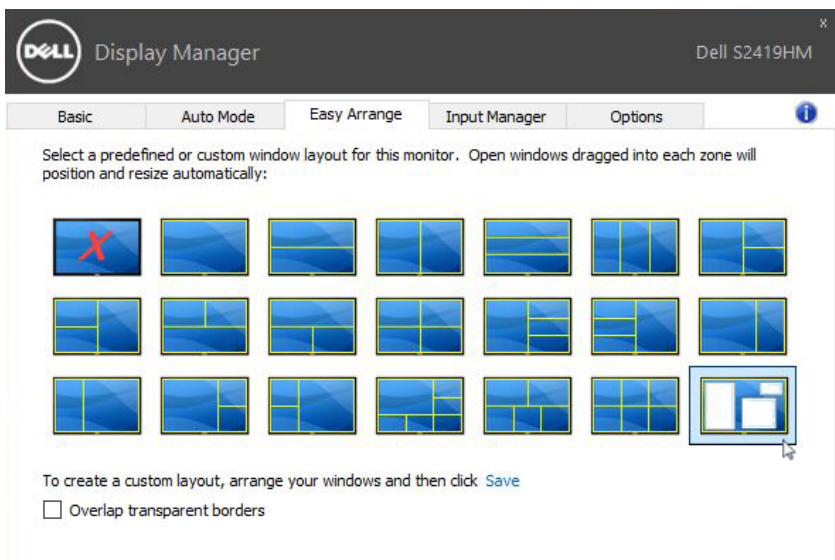 x
DELL
Display Manager
Dell S2419HM
Basic
Auto Mode
Easy Arrange
Input Manager
Options
i
Select a predefined or custom window layout for this monitor. Open windows dragged into each zone will
position and resize automatically:
X
To create a custom layout, arrange your windows and then click Save
Overlap transparent borders